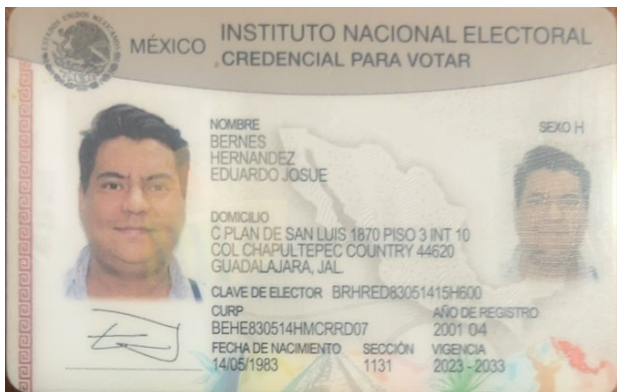 MÉXICO
INSTITUTO NACIONAL ELECTORAL
CREDENCIAL PARA VOTAR
NOMBRE
BERNES
HERNANDEZ
EDUARDO JOSUE
SEXO H
DOMICILIO
C PLAN DE SAN LUIS 1870 PISO 3 INT 10
COL CHAPULTEPEC COUNTRY 44620
GUADALAJARA, JAL.
CLAVE DE ELECTOR BRHRED83051415H600
CURP AÑO DE REGISTRO
BEHE830514HMCRRD07 2001 04
FECHA DE NACIMIENTO SECCIÓN VIGENCIA
14/05/1983 1131 2023 - 2033